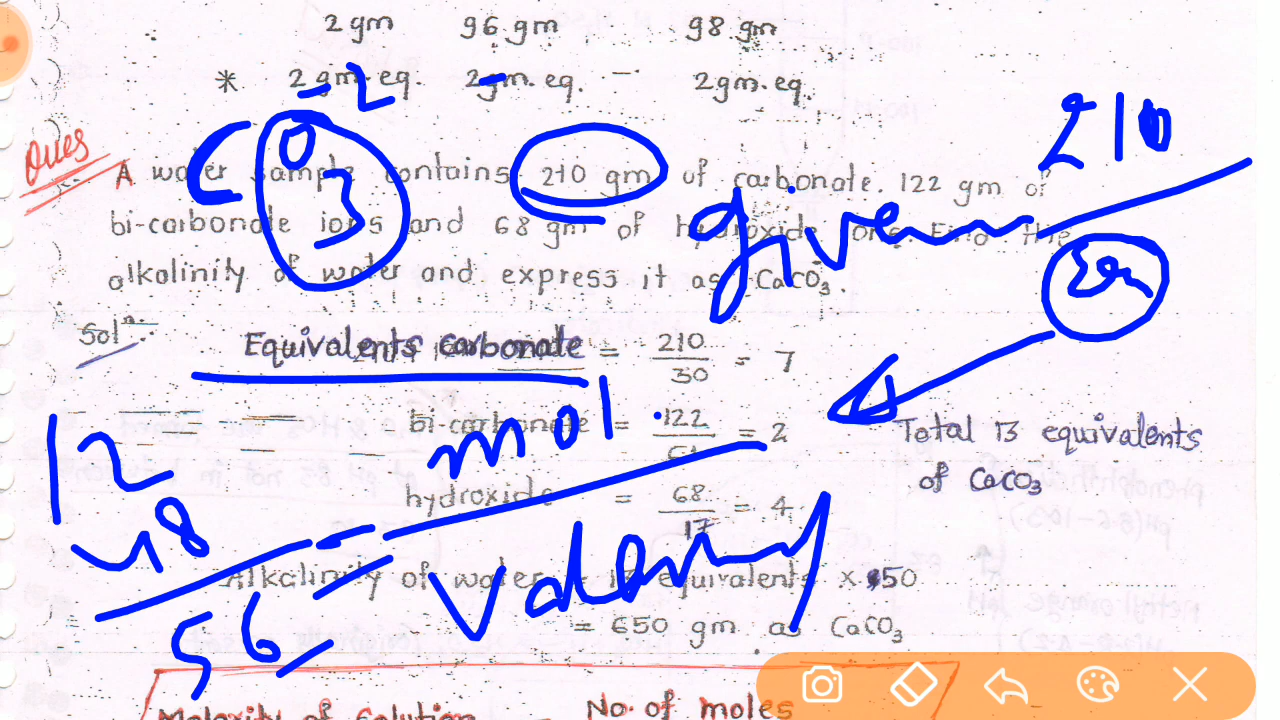 2 gm 96 gm 98 gm
* 2 gm. eq. 2 gm. eq. — 2 gm. eq.
CO3 -2
210
Ques
A water sample contains 210 gm of carbonate. 122 gm of
bi-carbonate ions and 68 gm of hydroxide ions. Find the
given
alkalinity of water and express it as CaCO3.
Soln:-
Equivalents carbonate = 210/30 = 7
bi-carbonate = 122/61 = 2
Total 13 equivalents
of CaCO3
mol
hydroxide = 68/17 = 4
12
48
56
valency
Alkalinity of water = 13 equivalents x 50
= 650 gm as CaCO3
Molarity of solution = No. of moles